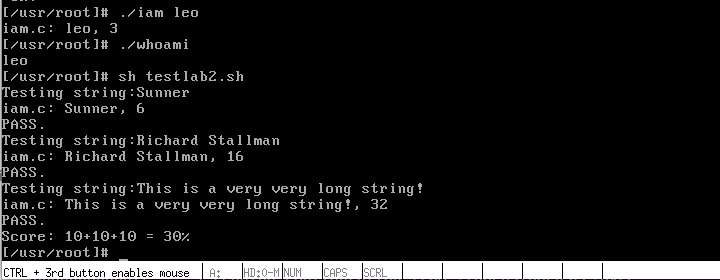 [/usr/root]# ./iam leo
iam.c: leo, 3
[/usr/root]# ./whoami
leo
[/usr/root]# sh testlab2.sh
Testing string:Sunner
iam.c: Sunner, 6
PASS.
Testing string:Richard Stallman
iam.c: Richard Stallman, 16
PASS.
Testing string:This is a very very long string!
iam.c: This is a very very long string!, 32
PASS.
Score: 10+10+10 = 30%
[/usr/root]# _
CTRL + 3rd button enables mouse A: HD:0-M NUM CAPS SCRL